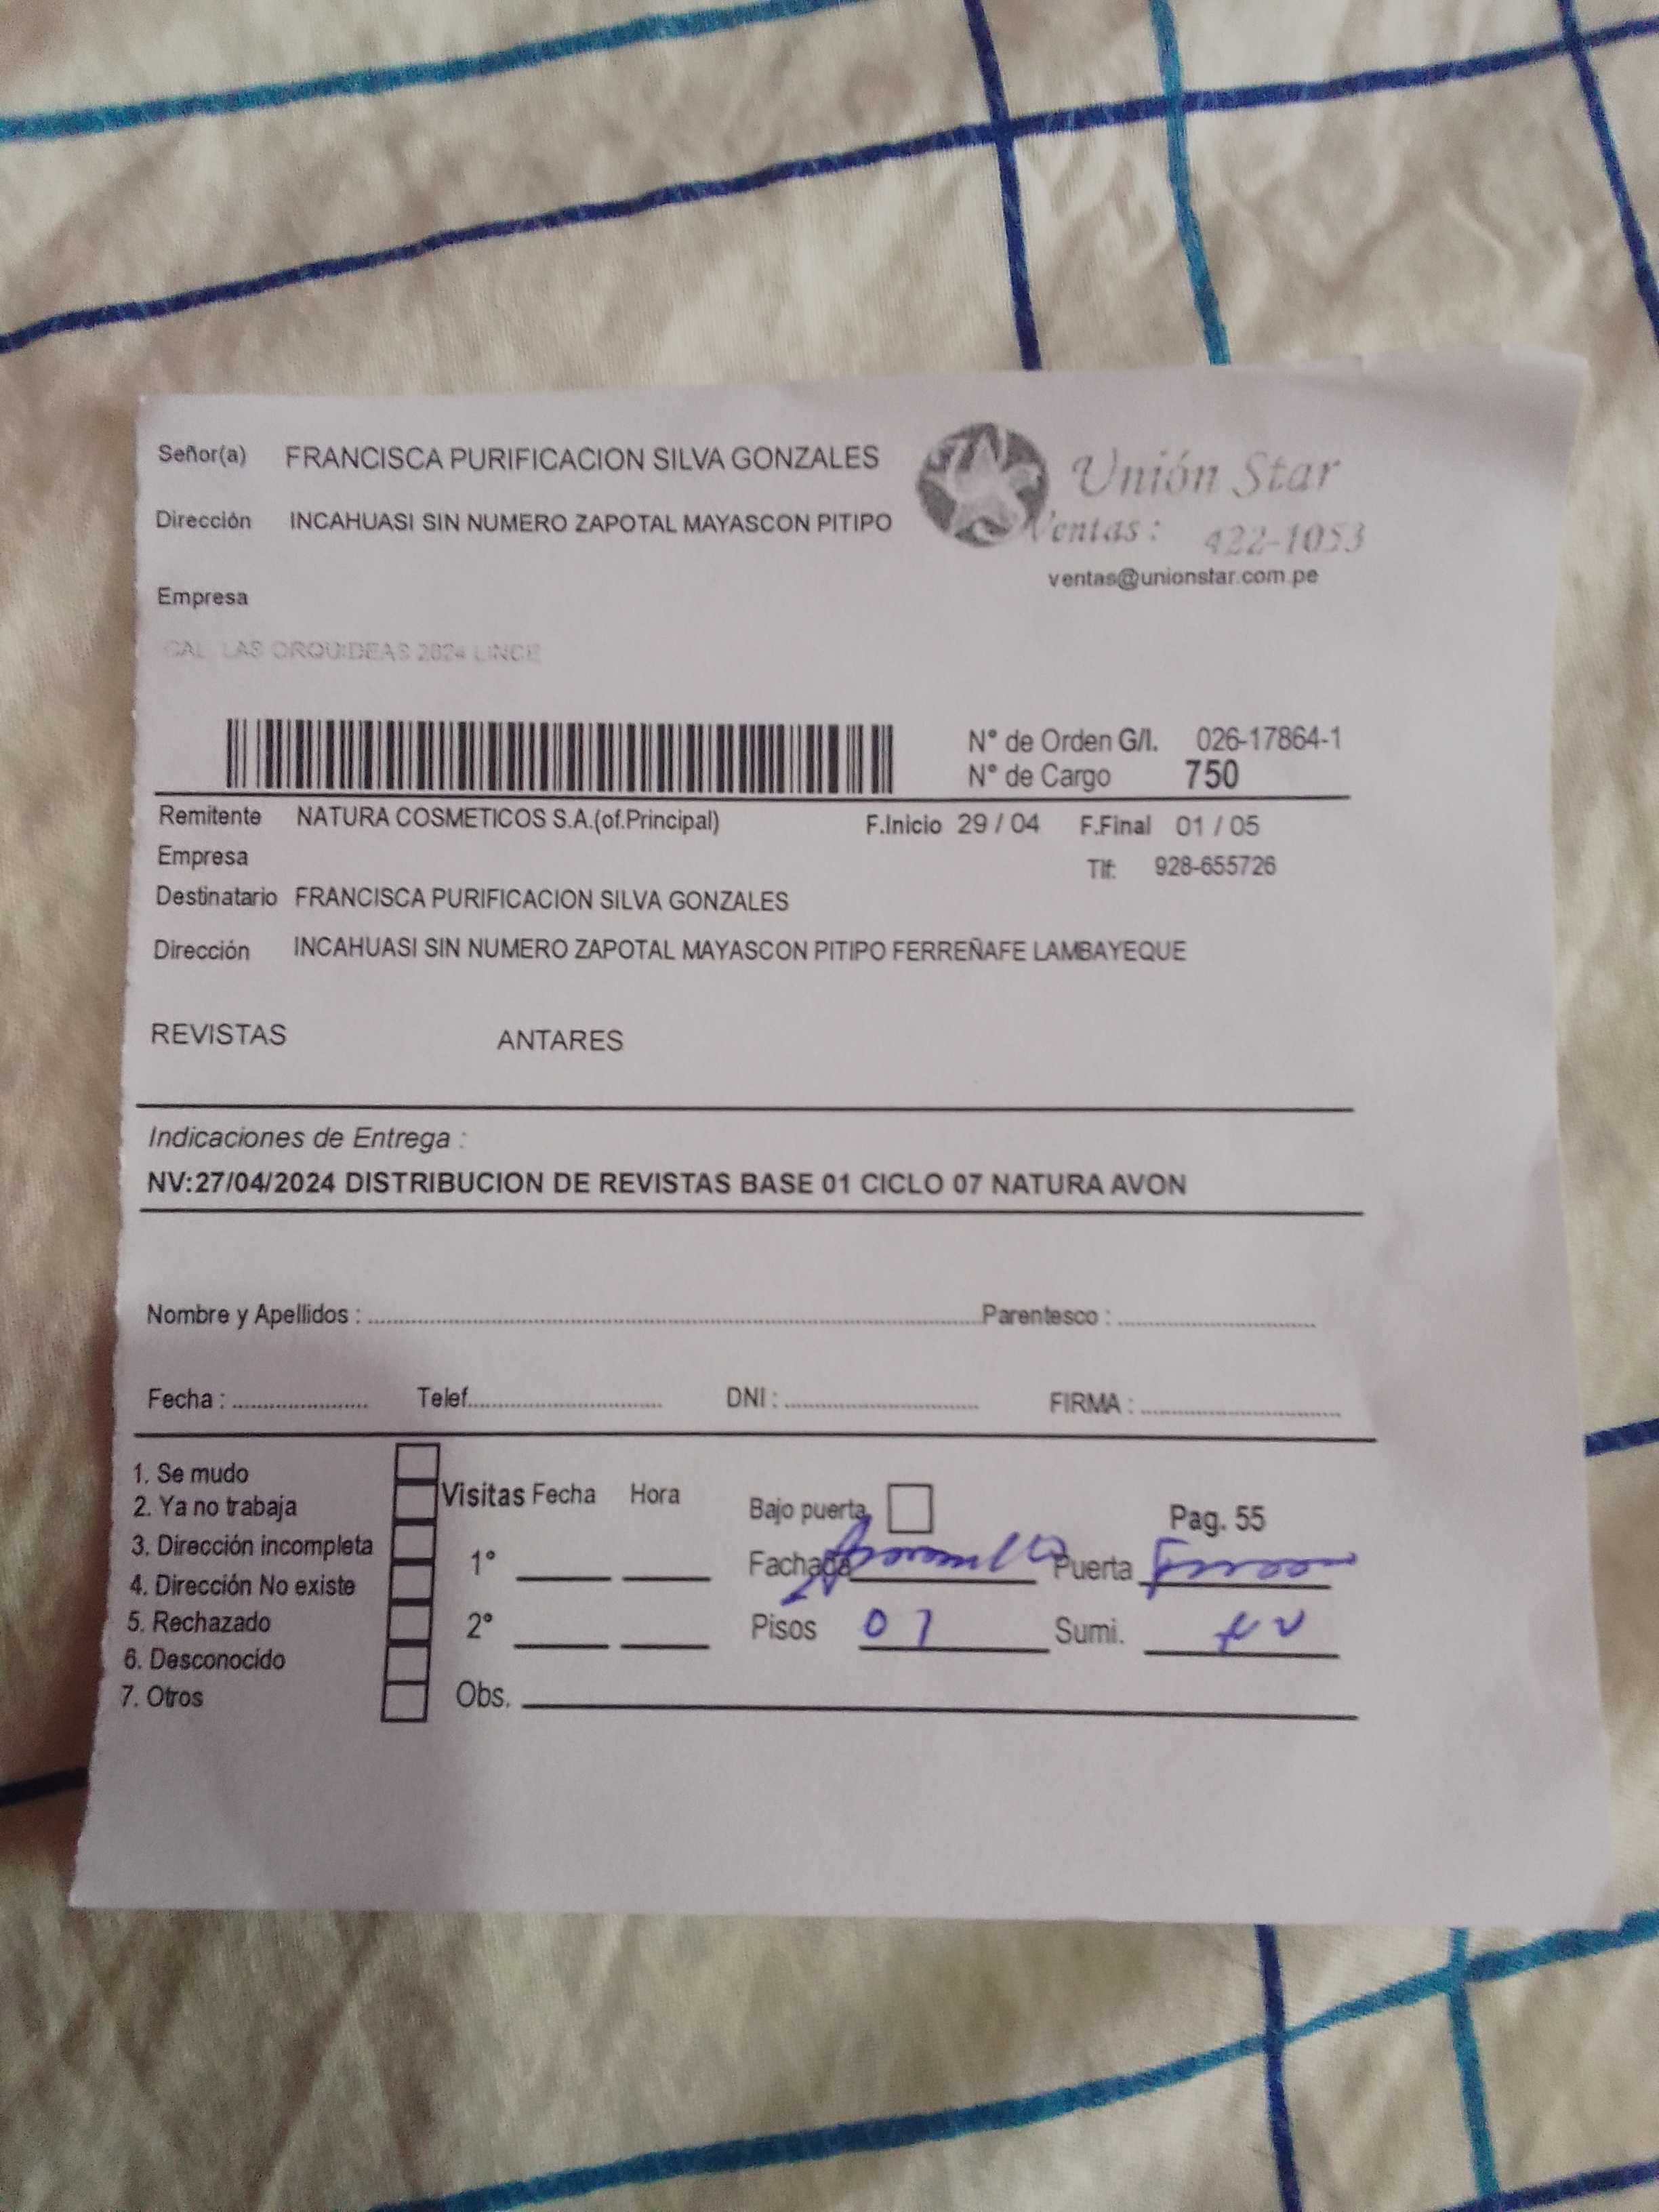 Señor(a) FRANCISCA PURIFICACION SILVA GONZALES
Unión Star
Dirección INCAHUASI SIN NUMERO ZAPOTAL MAYASCON PITIPO
Ventas : 422-1053
ventas@unionstar.com.pe
Empresa
CAL LAS ORQUIDEAS 2624 LINCE
N° de Orden G/I. 026-17864-1
N° de Cargo 750
Remitente NATURA COSMETICOS S.A.(of.Principal) F.Inicio 29 / 04 F.Final 01 / 05
Empresa Tlf: 928-655726
Destinatario FRANCISCA PURIFICACION SILVA GONZALES
Dirección INCAHUASI SIN NUMERO ZAPOTAL MAYASCON PITIPO FERREÑAFE LAMBAYEQUE
REVISTAS ANTARES
Indicaciones de Entrega :
NV:27/04/2024 DISTRIBUCION DE REVISTAS BASE 01 CICLO 07 NATURA AVON
Nombre y Apellidos : Parentesco :
Fecha : Telef. DNI : FIRMA :
1. Se mudo
2. Ya no trabaja
3. Dirección incompleta
4. Dirección No existe
5. Rechazado
6. Desconocido
7. Otros
Visitas Fecha Hora
1°
2°
Obs.
Bajo puerta Pag. 55
Fachada Puerta
Pisos 01 Sumi.